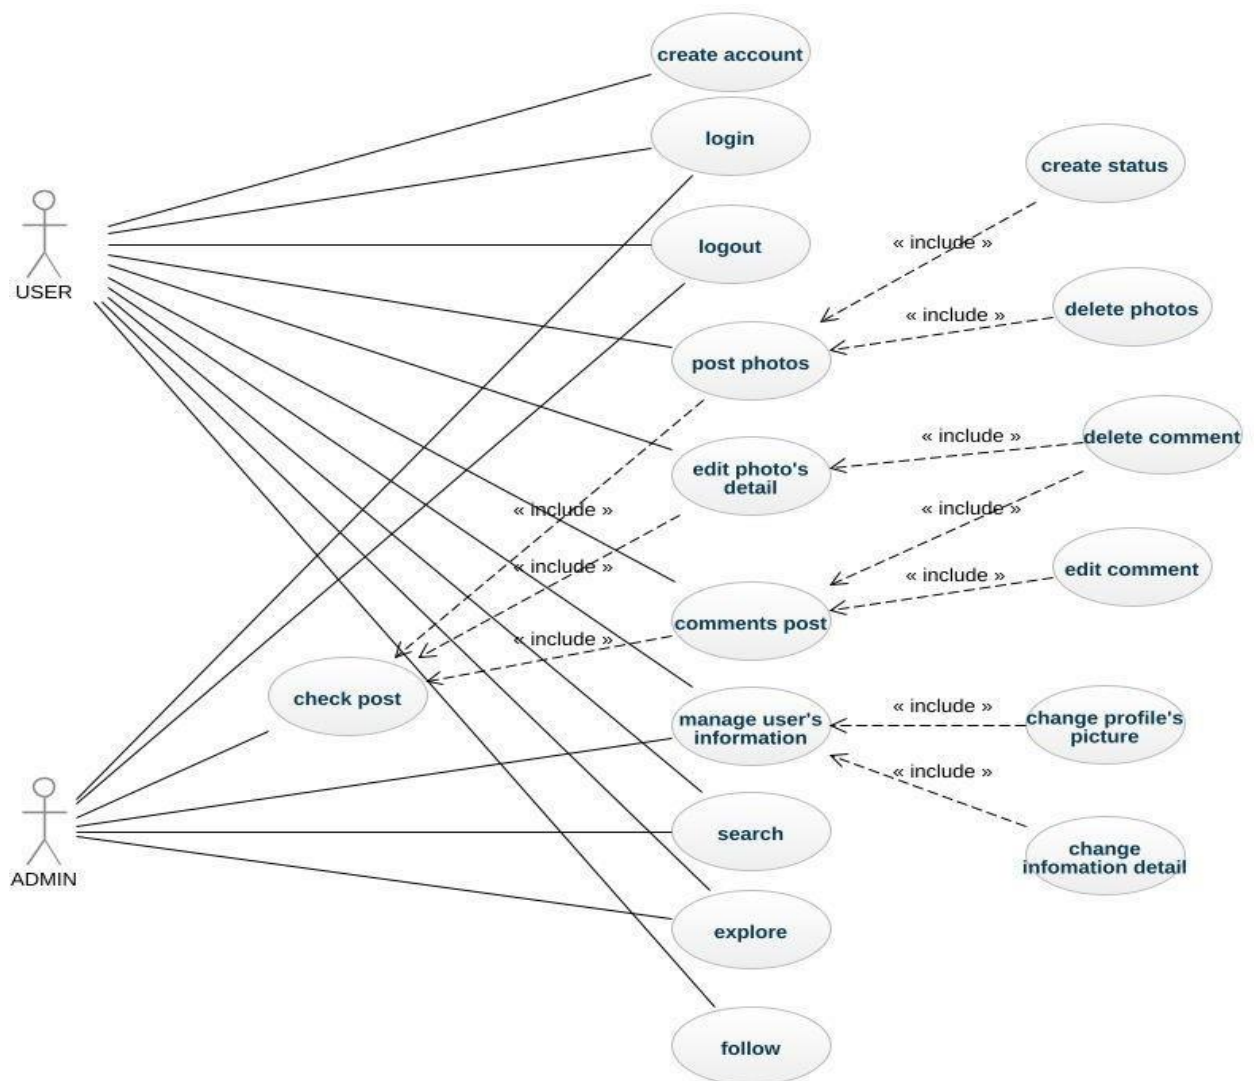 create account
login
create status
logout
« include »
USER
delete photos
« include »
post photos
« include »
delete comment
edit photo's
detail
« include »
« include »
« include »
edit comment
« include »
comments post
« include »
check post
« include »
manage user's
information
change profile's
picture
« include »
search
change
infomation detail
ADMIN
explore
follow